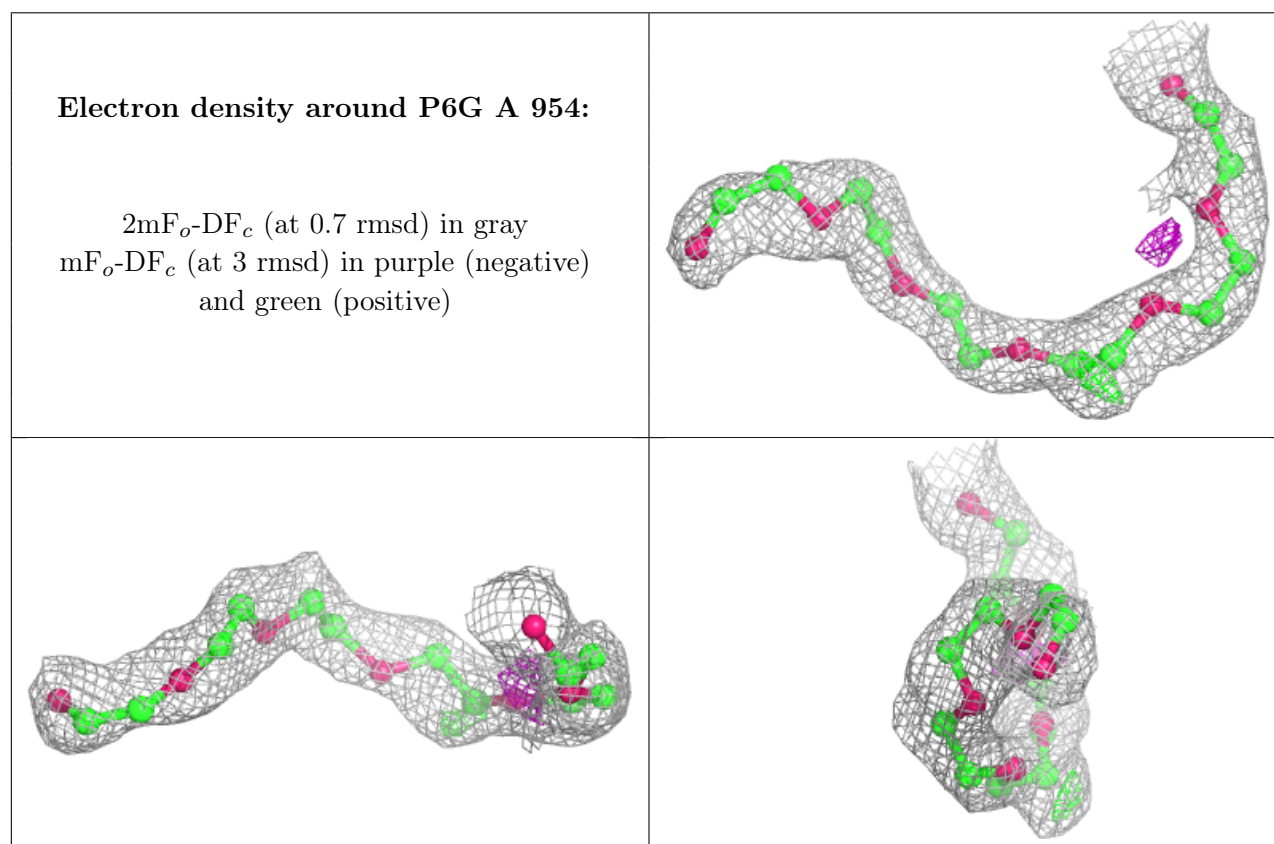 Electron density around P6G A 954:
2mFo-DFc (at 0.7 rmsd) in gray
mFo-DFc (at 3 rmsd) in purple (negative)
and green (positive)